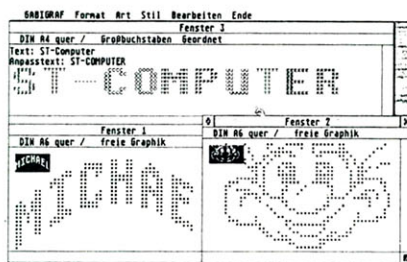 GABIGRAF Format Art Stil Bearbeiten Ende
Fenster 3
DIN A4 quer / Großbuchstaben Geordnet
Text: ST-Computer
Anpasstext: ST-COMPUTER
ST-COMPUTER
Fenster 1
DIN A6 quer / freie Graphik
MICHAEL
MICHAE
Fenster 2
DIN A6 quer / freie Graphik